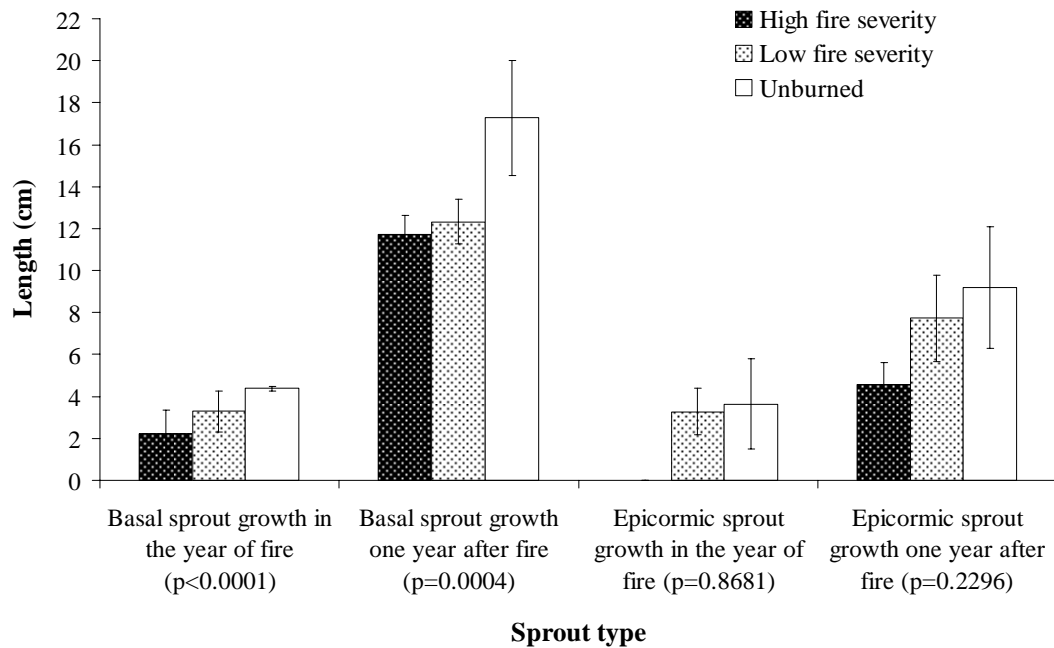 High fire severity
Low fire severity
Unburned
22
20
18
16
14
12
10
8
6
4
2
0
Length (cm)
Basal sprout growth in
the year of fire
(p<0.0001)
Basal sprout growth
one year after fire
(p=0.0004)
Epicormic sprout
growth in the year of
fire (p=0.8681)
Epicormic sprout
growth one year after
fire (p=0.2296)
Sprout type